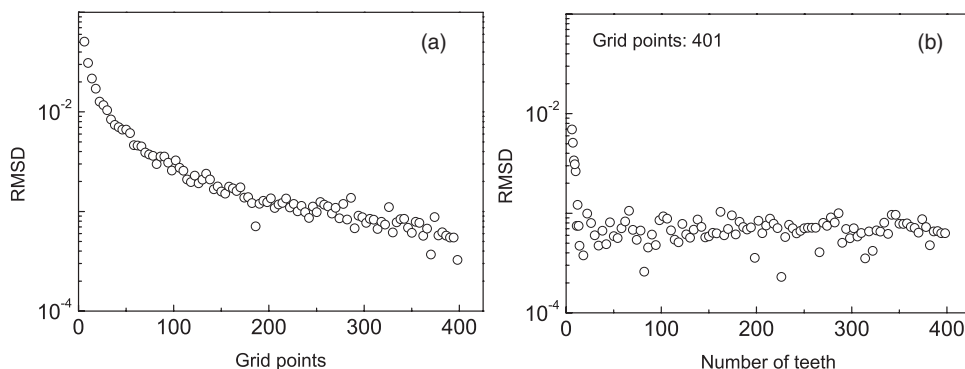 (a)
RMSD
10^-2
10^-4
0 100 200 300 400
Grid points
Grid points: 401 (b)
RMSD
10^-2
10^-4
0 100 200 300 400
Number of teeth